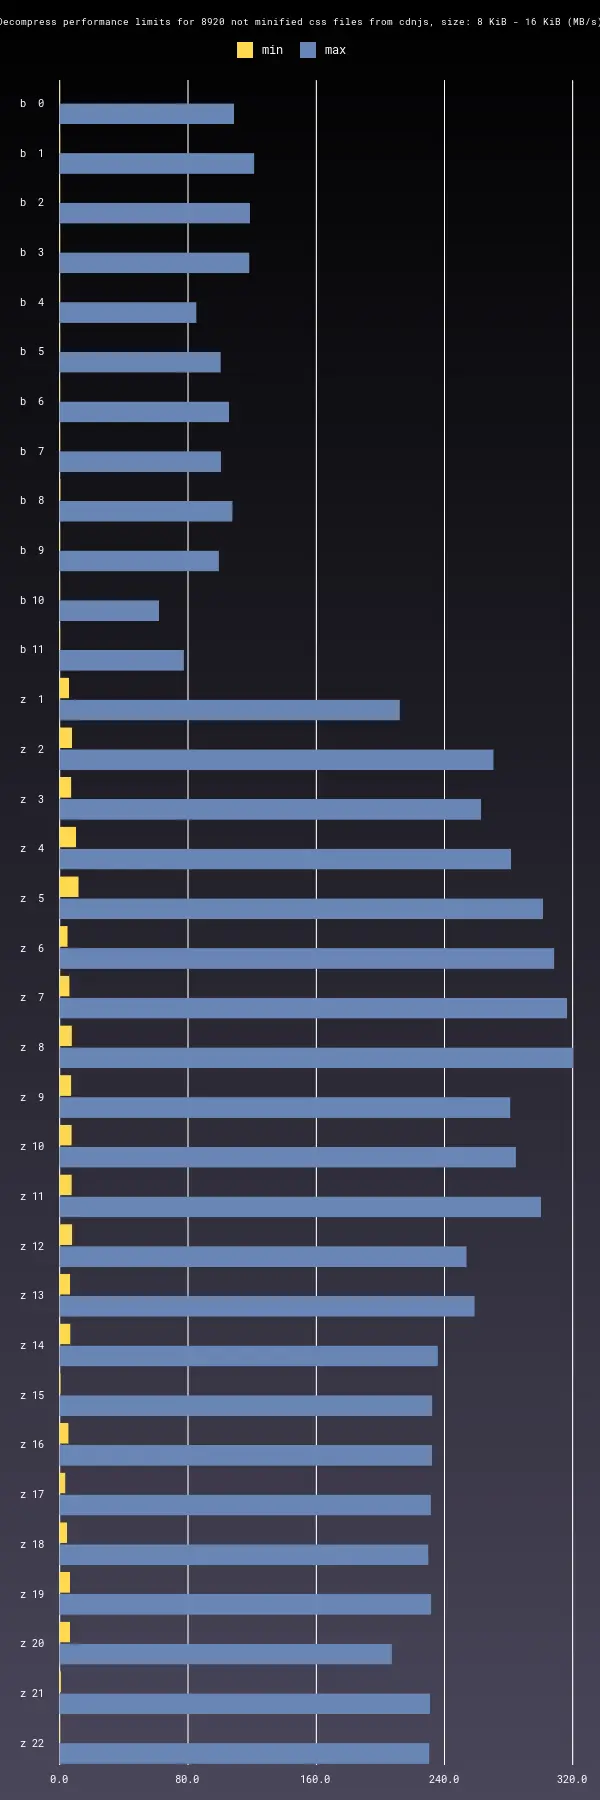 Decompress performance limits for 8920 not minified css files from cdnjs, size: 8 KiB - 16 KiB (MB/s)
min max
b 0
b 1
b 2
b 3
b 4
b 5
b 6
b 7
b 8
b 9
b 10
b 11
z 1
z 2
z 3
z 4
z 5
z 6
z 7
z 8
z 9
z 10
z 11
z 12
z 13
z 14
z 15
z 16
z 17
z 18
z 19
z 20
z 21
z 22
0.0 80.0 160.0 240.0 320.0